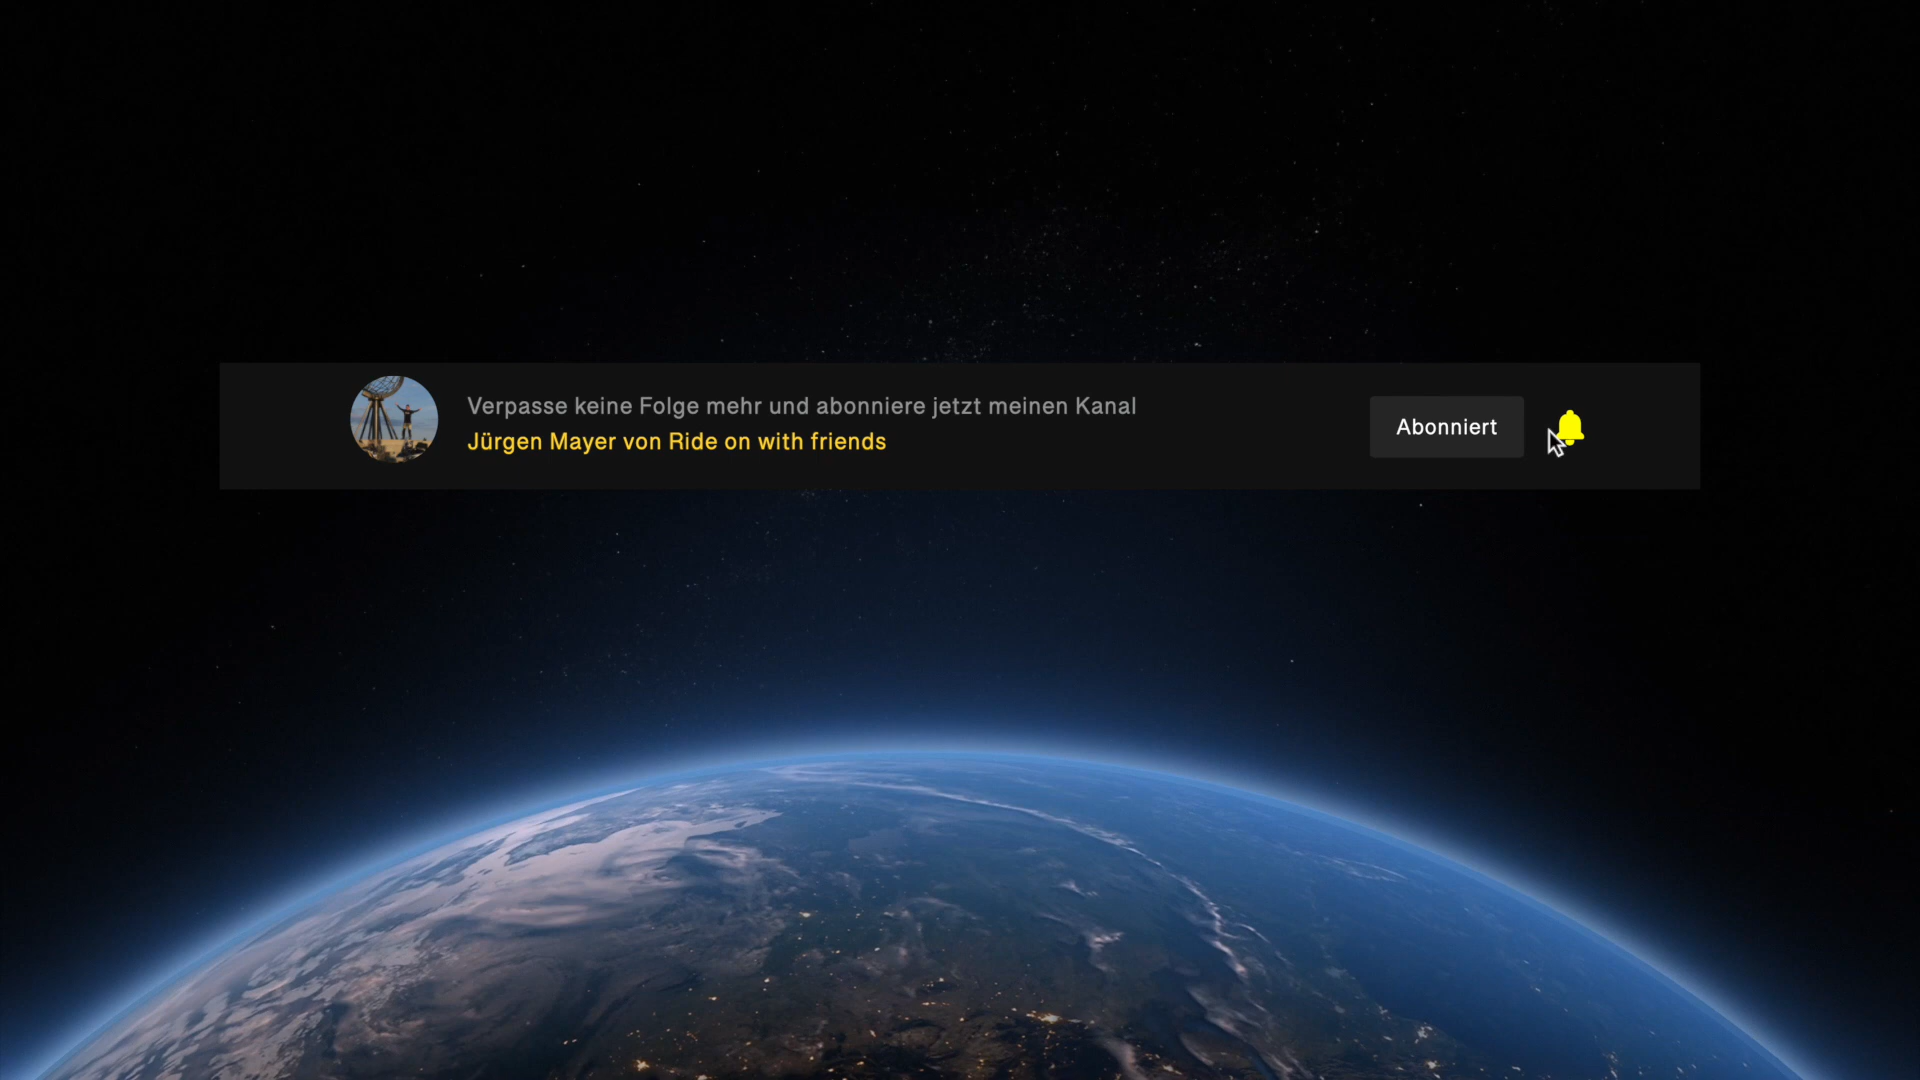 Verpasse keine Folge mehr und abonniere jetzt meinen Kanal
Jürgen Mayer von Ride on with friends
Abonniert